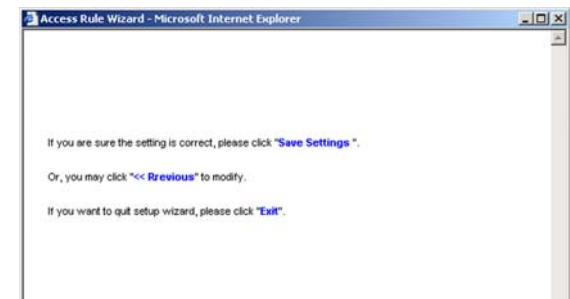 Access Rule Wizard - Microsoft Internet Explorer
If you are sure the setting is correct, please click "Save Settings ".
Or, you may click "<< Rrevious" to modify.
If you want to quit setup wizard, please click "Exit".